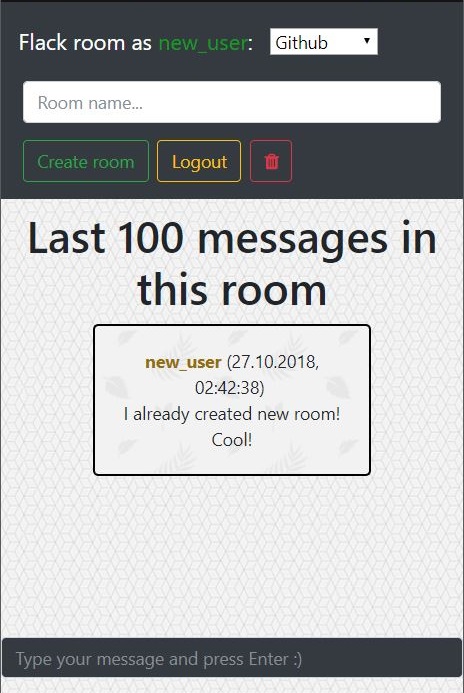 Flack room as new_user: Github
Room name...
Create room Logout
Last 100 messages in
this room
new_user (27.10.2018,
02:42:38)
I already created new room!
Cool!
Type your message and press Enter :)